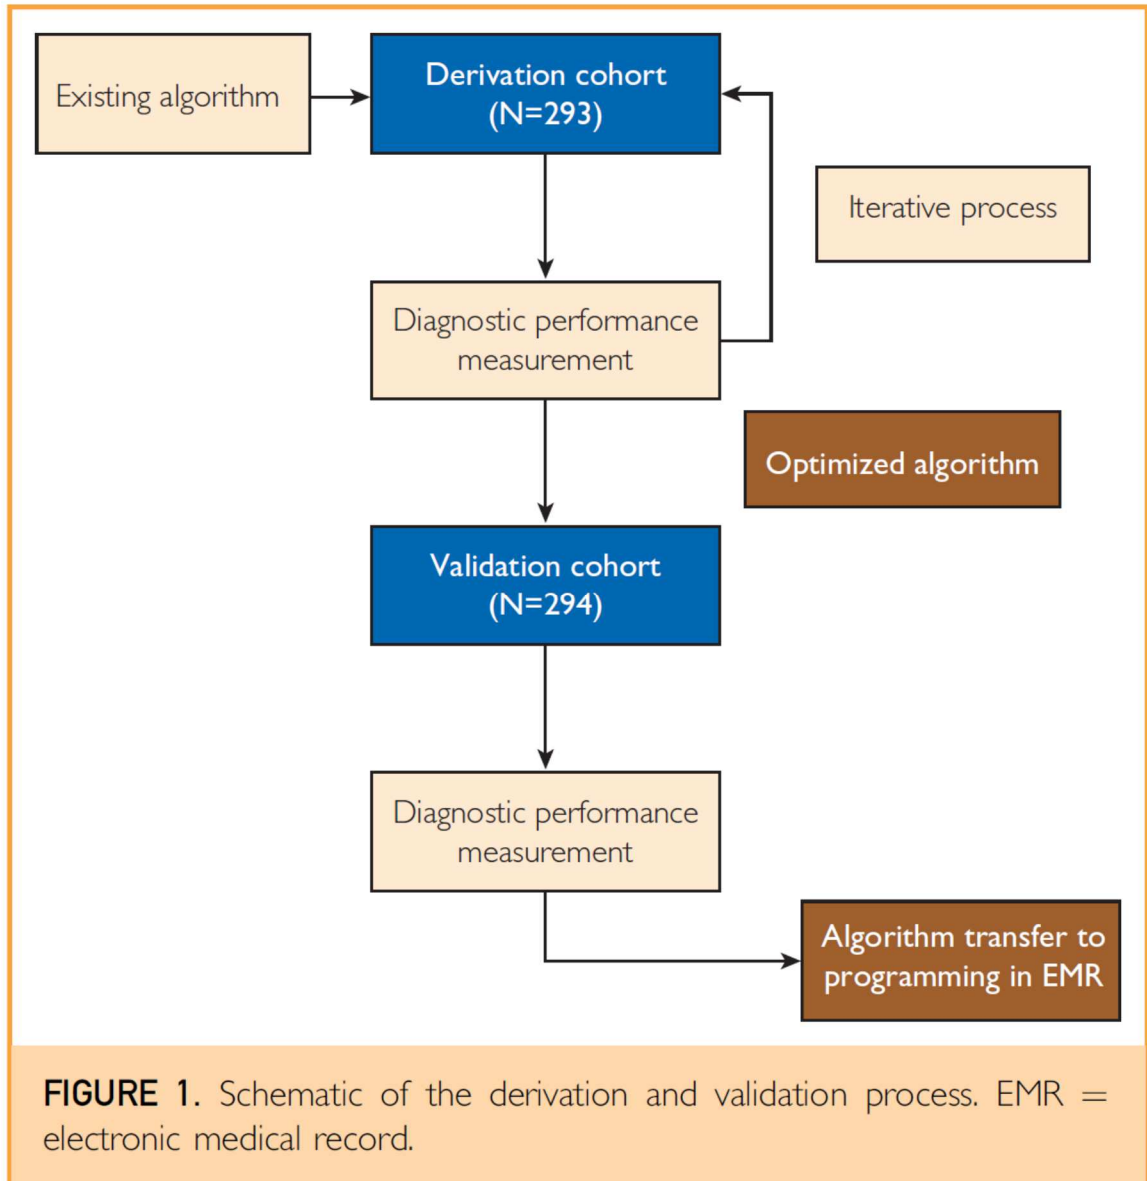 Existing algorithm
Derivation cohort
(N=293)
Iterative process
Diagnostic performance
measurement
Optimized algorithm
Validation cohort
(N=294)
Diagnostic performance
measurement
Algorithm transfer to
programming in EMR
FIGURE 1. Schematic of the derivation and validation process. EMR =
electronic medical record.